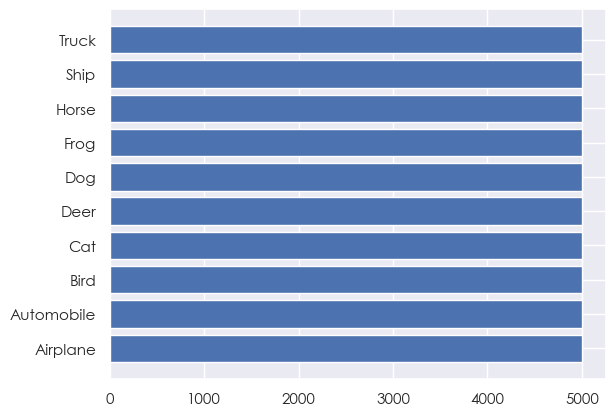 Truck
Ship
Horse
Frog
Dog
Deer
Cat
Bird
Automobile
Airplane
0 1000 2000 3000 4000 5000